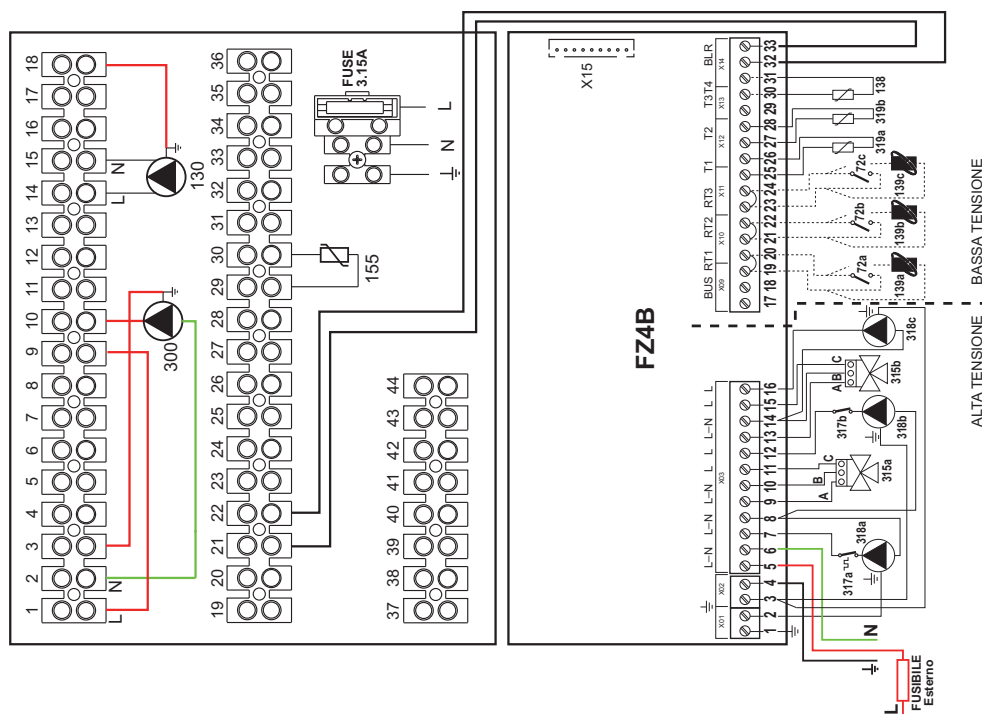 18 17 16 15 14 13 12 11 10 9 8 7 6 5 4 3 2 1
N L
130
300
N L
36 35 34 33 32 31 30 29 28 27 26 25 24 23 22 21 20 19
FUSE
3.15A
L
N
155
44 43 42 41 40 39 38 37
X15
FZ4B
BLR T3T4 T2 T1 RT3 RT2 RT1 BUS
X14 X13 X12 X11 X10 X09
33 32 31 30 29 28 27 26 25 24 23 22 21 20 19 18 17
138
319b
319a
72c
139c
72b
139b
72a
139a
BASSA TENSIONE
ALTA TENSIONE
L L L–N L L–N L–N L–N
X03 X02 X01
16 15 14 13 12 11 10 9 8 7 6 5 4 3 2 1
318c
A B C
315b
317b
318b
A B C
315a
318a
317a
N
L
FUSIBILE
Esterno